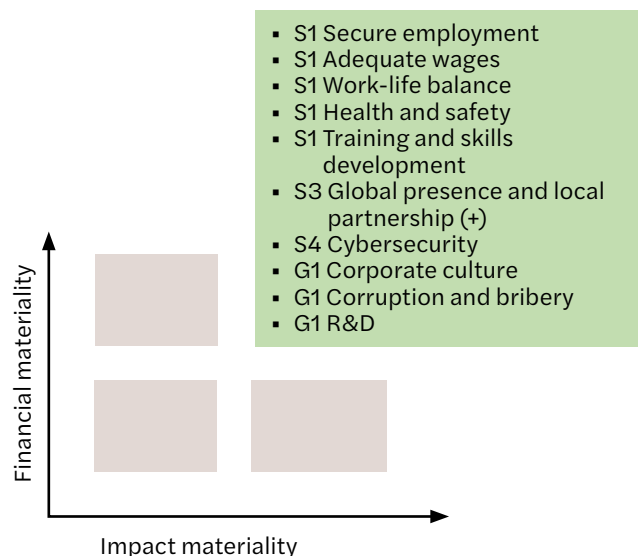 ▪ S1 Secure employment
▪ S1 Adequate wages
▪ S1 Work-life balance
▪ S1 Health and safety
▪ S1 Training and skills
development
▪ S3 Global presence and local
partnership (+)
▪ S4 Cybersecurity
▪ G1 Corporate culture
▪ G1 Corruption and bribery
▪ G1 R&D
Financial materiality
Impact materiality